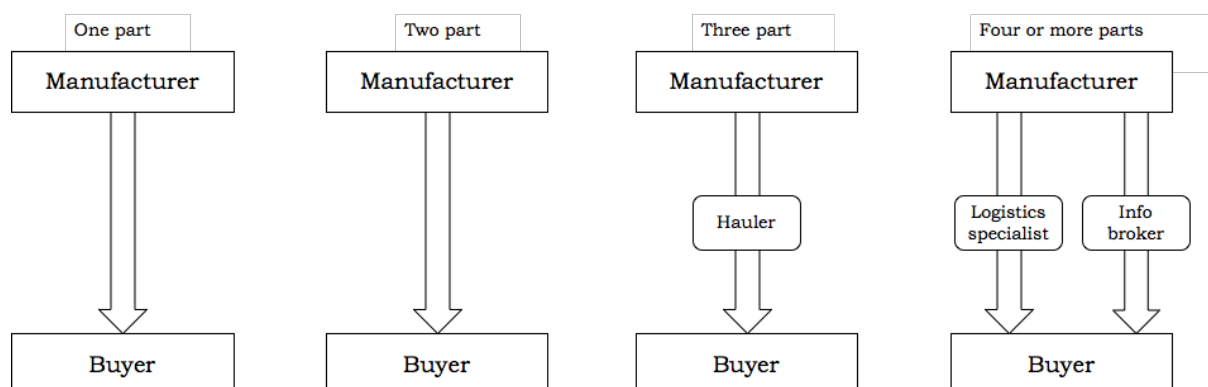 One part
Manufacturer
Buyer
Two part
Manufacturer
Buyer
Three part
Manufacturer
Hauler
Buyer
Four or more parts
Manufacturer
Logistics
specialist
Info
broker
Buyer